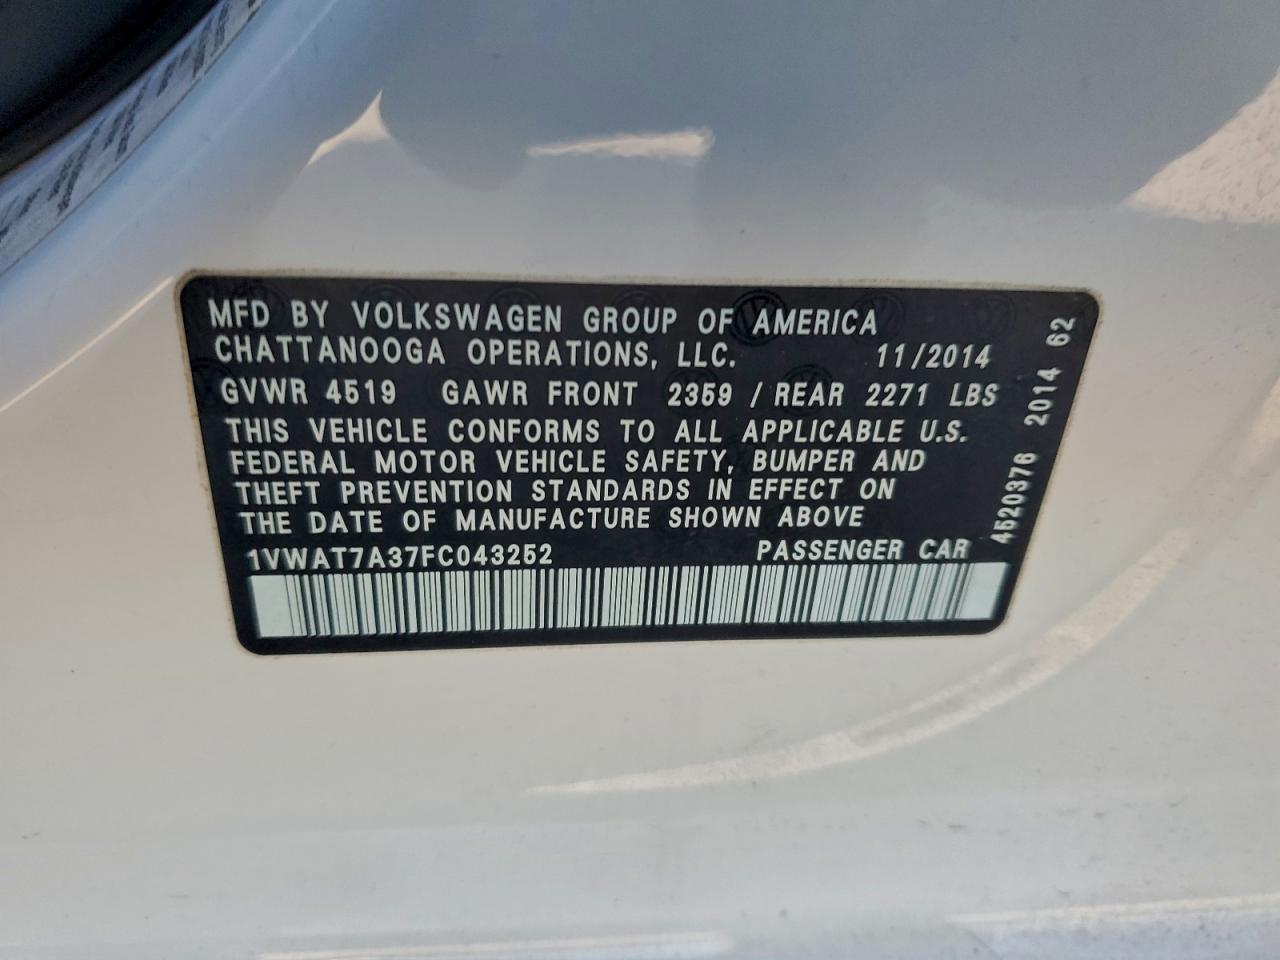 MFD BY VOLKSWAGEN GROUP OF AMERICA
CHATTANOOGA OPERATIONS, LLC. 11/2014
GVWR 4519 GAWR FRONT 2359 / REAR 2271 LBS
THIS VEHICLE CONFORMS TO ALL APPLICABLE U.S.
FEDERAL MOTOR VEHICLE SAFETY, BUMPER AND
THEFT PREVENTION STANDARDS IN EFFECT ON
THE DATE OF MANUFACTURE SHOWN ABOVE
1VWAT7A37FC043252 PASSENGER CAR
4520376 2014 62